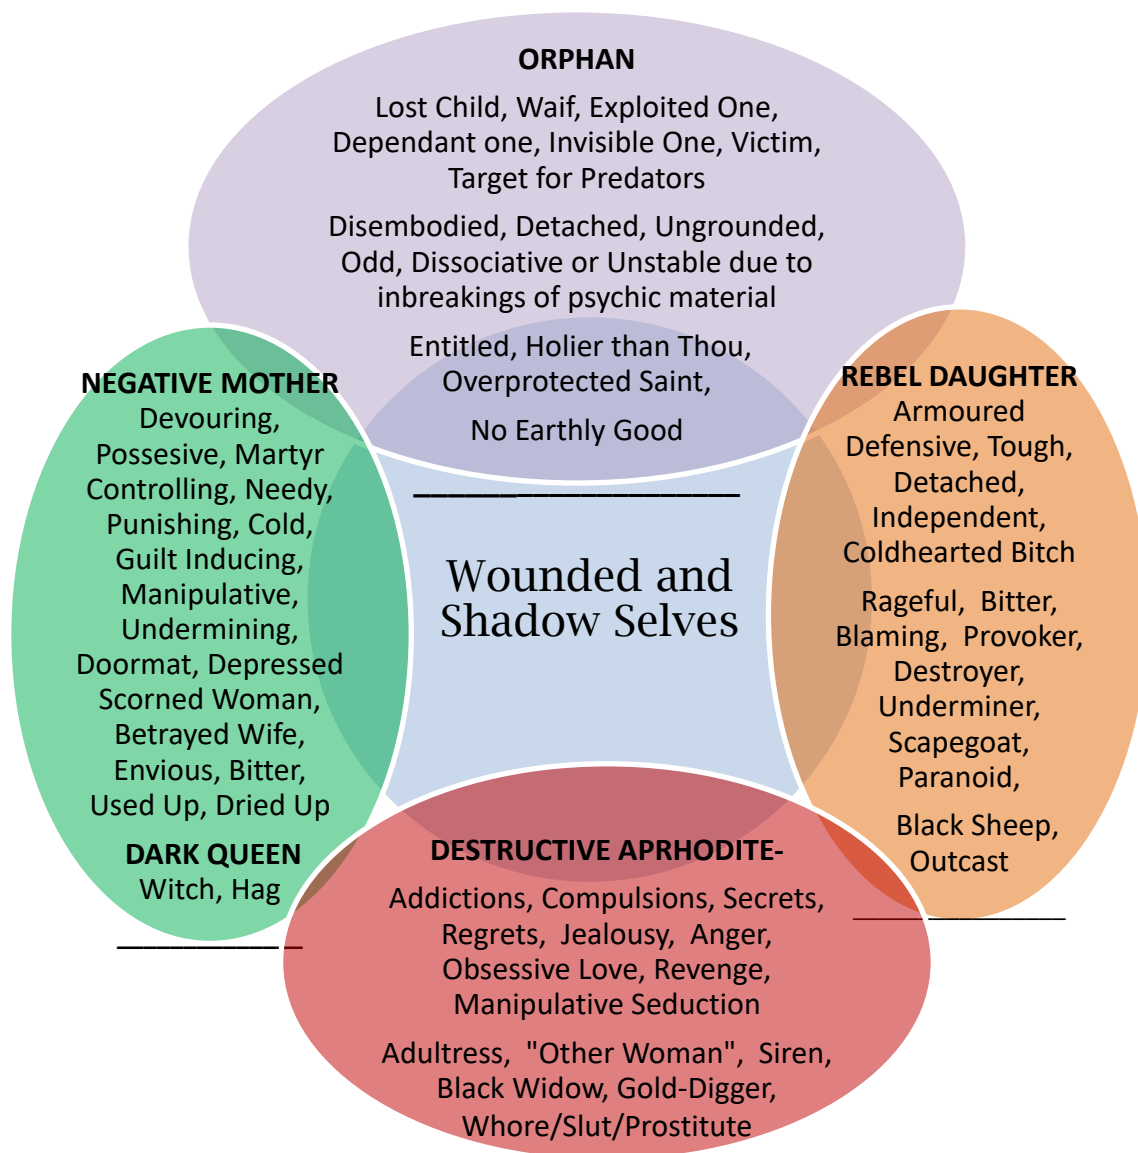 ORPHAN
Lost Child, Waif, Exploited One,
Dependant one, Invisible One, Victim,
Target for Predators
Disembodied, Detached, Ungrounded,
Odd, Dissociative or Unstable due to
inbreakings of psychic material
Entitled, Holier than Thou,
Overprotected Saint,
No Earthly Good
NEGATIVE MOTHER
Devouring,
Possesive, Martyr
Controlling, Needy,
Punishing, Cold,
Guilt Inducing,
Manipulative,
Undermining,
Doormat, Depressed
Scorned Woman,
Betrayed Wife,
Envious, Bitter,
Used Up, Dried Up
DARK QUEEN
Witch, Hag
Wounded and
Shadow Selves
REBEL DAUGHTER
Armoured
Defensive, Tough,
Detached,
Independent,
Coldhearted Bitch
Rageful, Bitter,
Blaming, Provoker,
Destroyer,
Underminer,
Scapegoat,
Paranoid,
Black Sheep,
Outcast
DESTRUCTIVE APRHODITE-
Addictions, Compulsions, Secrets,
Regrets, Jealousy, Anger,
Obsessive Love, Revenge,
Manipulative Seduction
Adultress, "Other Woman", Siren,
Black Widow, Gold-Digger,
Whore/Slut/Prostitute